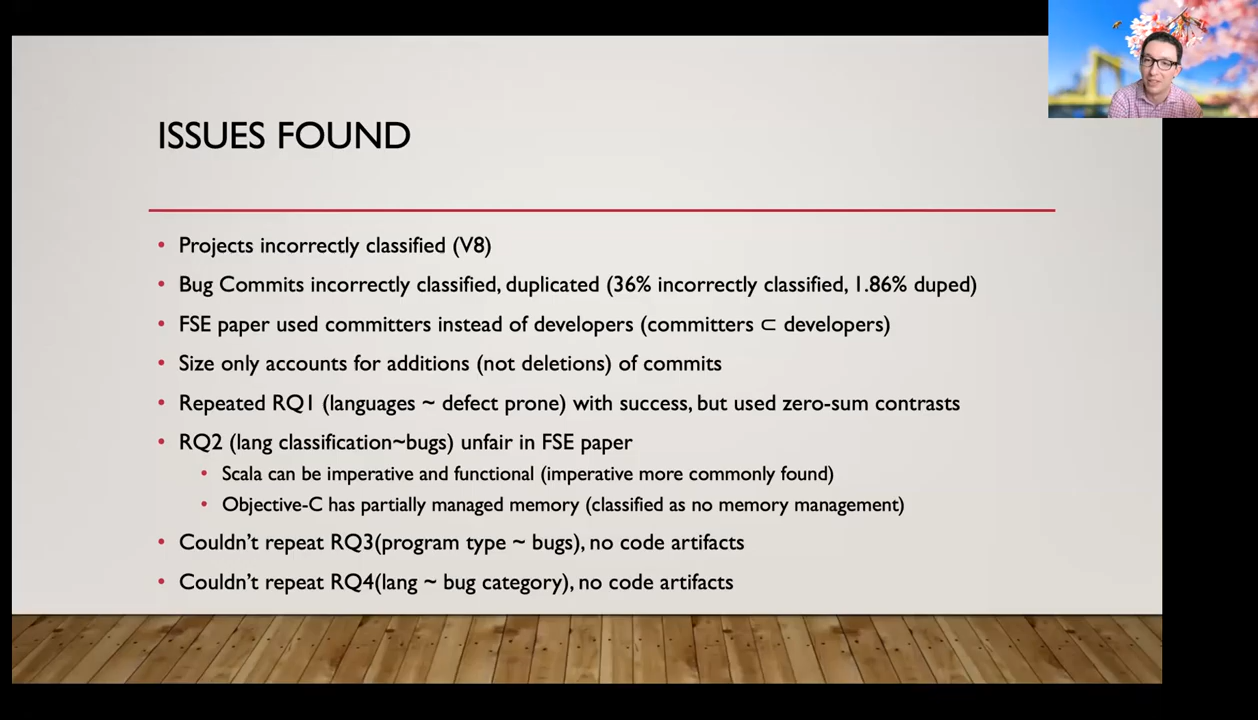 ISSUES FOUND
• Projects incorrectly classified (V8)
• Bug Commits incorrectly classified, duplicated (36% incorrectly classified, 1.86% duped)
• FSE paper used committers instead of developers (committers ⊂ developers)
• Size only accounts for additions (not deletions) of commits
• Repeated RQ1 (languages ~ defect prone) with success, but used zero-sum contrasts
• RQ2 (lang classification~bugs) unfair in FSE paper
• Scala can be imperative and functional (imperative more commonly found)
• Objective-C has partially managed memory (classified as no memory management)
• Couldn't repeat RQ3(program type ~ bugs), no code artifacts
• Couldn't repeat RQ4(lang ~ bug category), no code artifacts